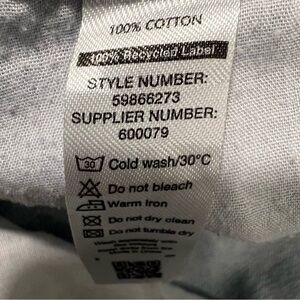 100% COTTON
100% Recycled Label
STYLE NUMBER:
59866273
SUPPLIER NUMBER:
600079
30 Cold wash/30°C
Do not bleach
Warm iron
Do not dry clean
Do not tumble dry